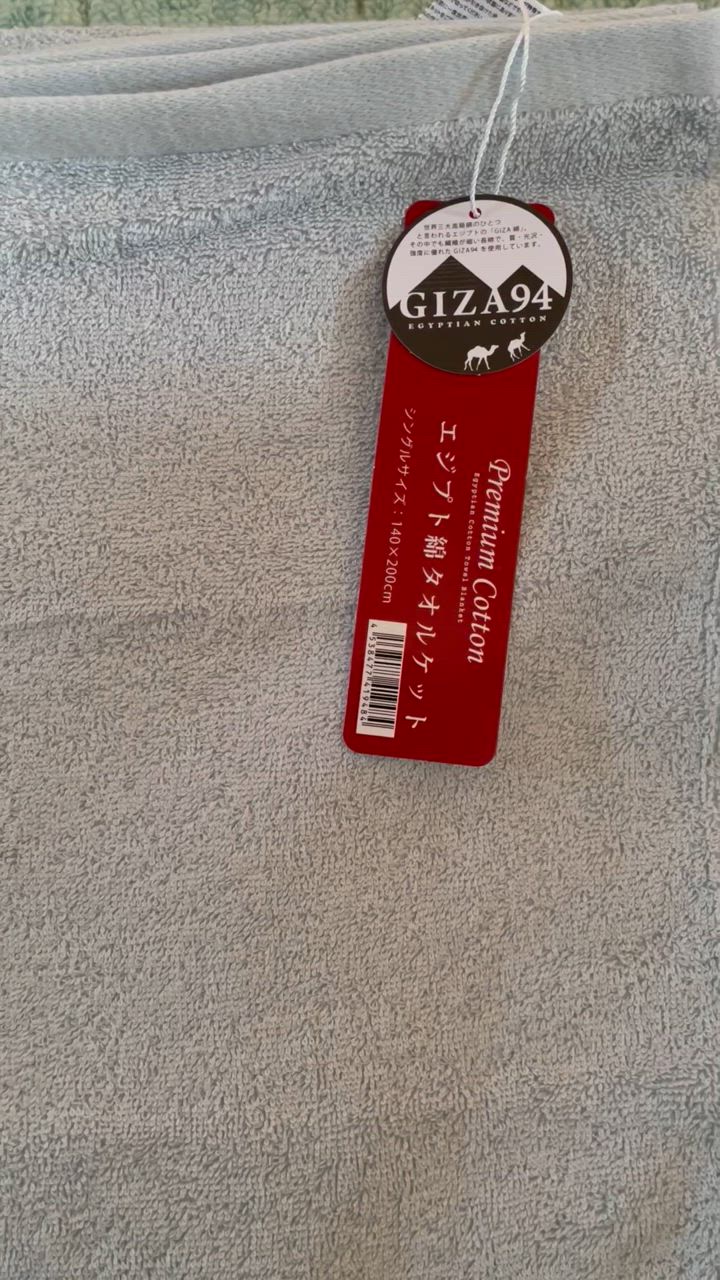 世界三大高級綿のひとつ
と言われるエジプトの「GIZA 綿」。
その中でも繊維が細い長綿で、質・光沢・
強度に優れた GIZA94 を使用しています。
GIZA94
EGYPTIAN COTTON
Premium Cotton
Egyptian Cotton Towel Blanket
エジプト綿タオルケット
シングルサイズ：140×200cm
4 538477 419484